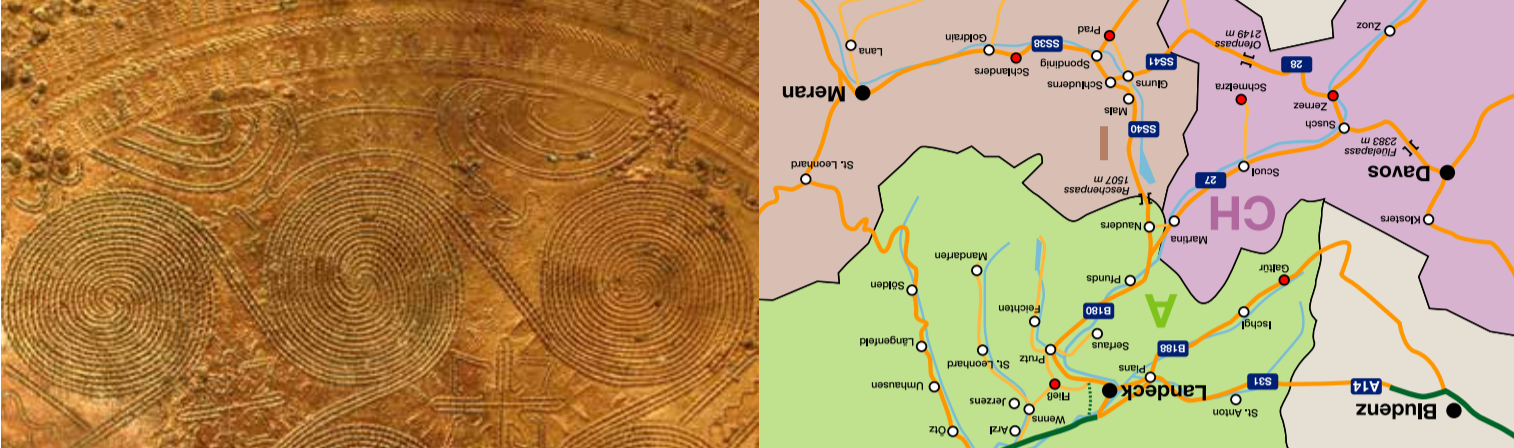 Ötz
Arzl
Wenns
St. Anton
Bludenz
Jerzens
Landeck
Fließ
A14
S31
Umhausen
Pians
St. Leonhard
Prutz
B188
Längenfeld
Serfaus
Ischgl
Feichten
B180
A
Sölden
Pfunds
Galtür
Mandarfen
Martina
Nauders
CH
Klosters
Reschenpass
1507 m
27
Davos
Scuol
St. Leonhard
Flüelapass
2383 m
I
Susch
SS40
Zernez
Schmelzra
Mals
Meran
Schluderns
Glurns
28
SS41
Schlanders
Spondinig
Ofenpass
2149 m
SS38
Lana
Goldrain
Prad
Zuoz